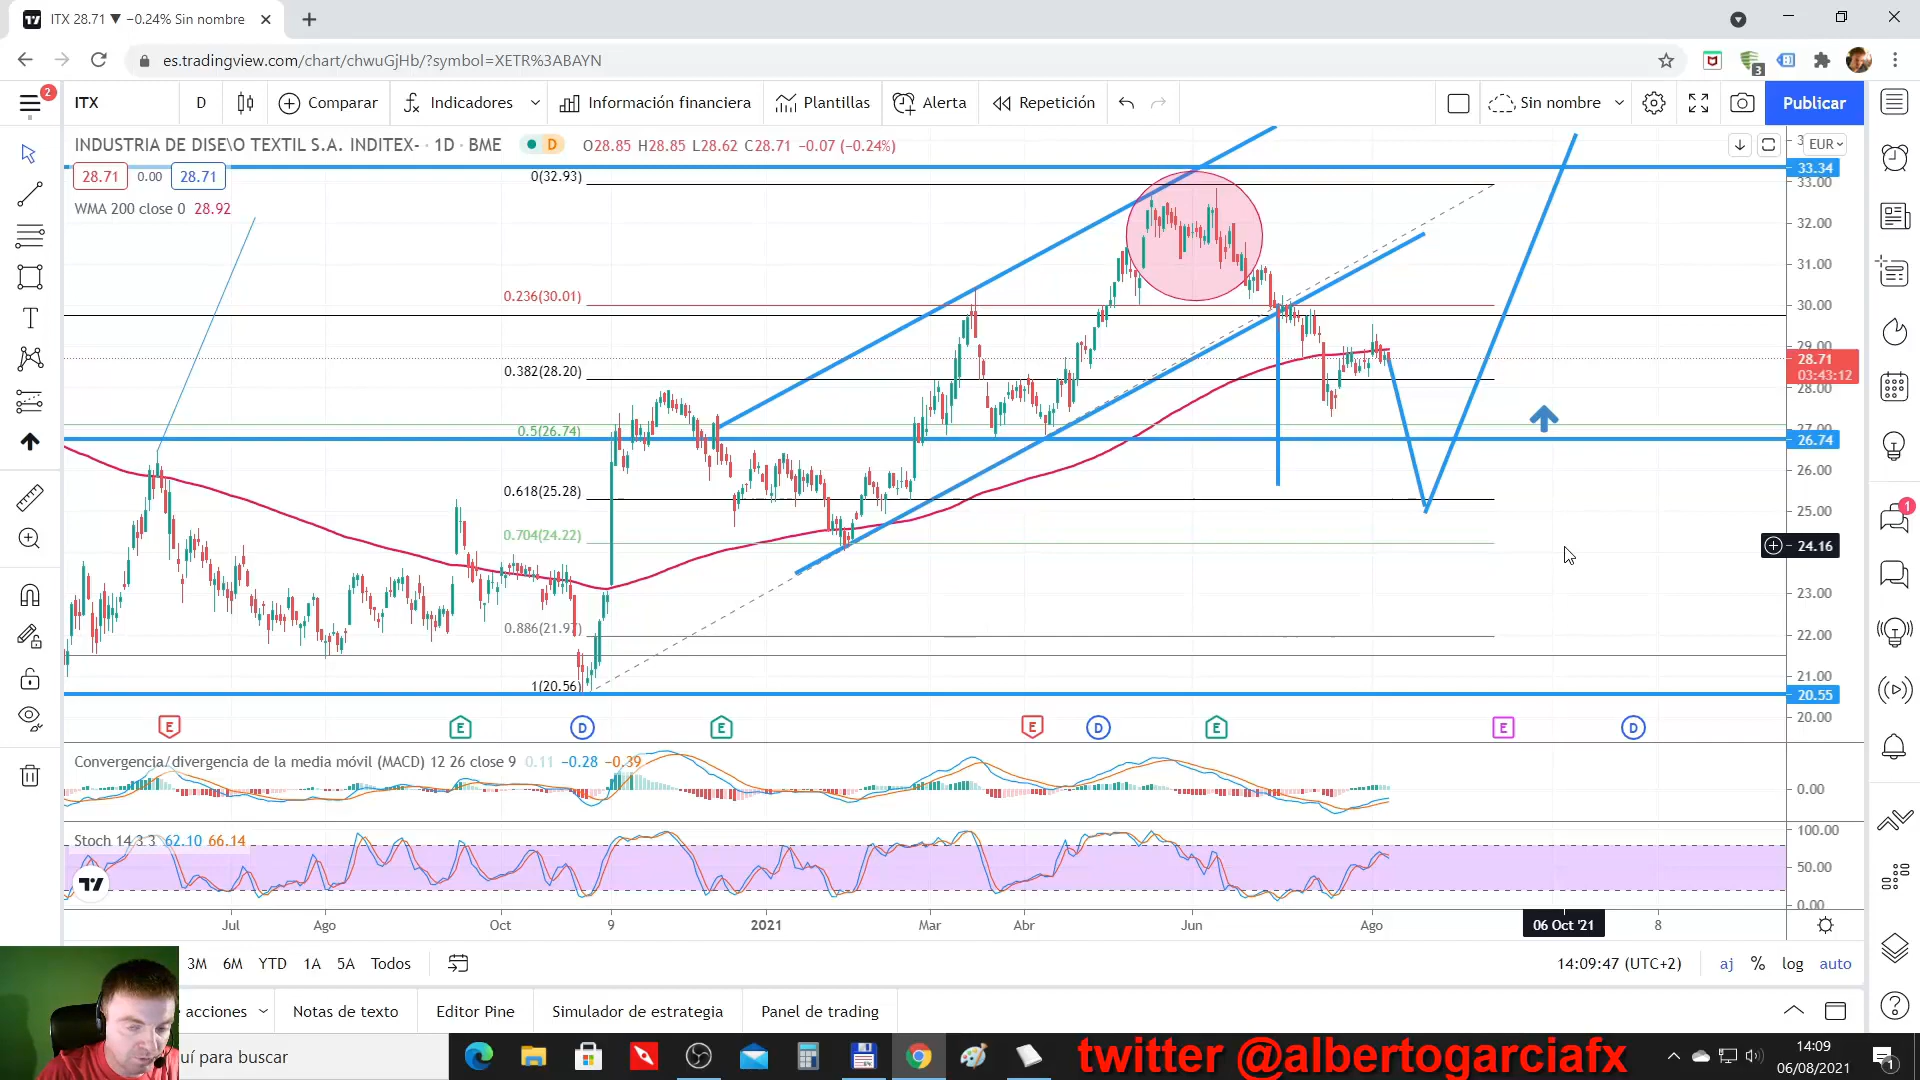 ITX 28.71 ▼ −0.24% Sin nombre
es.tradingview.com/chart/chwuGjHb/?symbol=XETR%3ABAYN
3
2
ITX
D
Comparar
Indicadores
Información financiera
Plantillas
Alerta
Repetición
Sin nombre
Publicar
INDUSTRIA DE DISE\O TEXTIL S.A. INDITEX- · 1D · BME
D
O28.85 H28.85 L28.62 C28.71 −0.07 (−0.24%)
EUR
28.71
0.00
28.71
WMA 200 close 0 28.92
0(32.93)
0.236(30.01)
0.382(28.20)
0.5(26.74)
0.618(25.28)
0.704(24.22)
0.886(21.97)
1(20.56)
33.34
33.00
32.00
31.00
30.00
29.00
28.71
03:43:12
28.00
27.00
26.74
26.00
25.00
24.16
23.00
22.00
21.00
20.55
20.00
1
E
E
D
E
E
D
E
E
D
Convergencia/divergencia de la media móvil (MACD) 12 26 close 9 0.11 −0.28 −0.39
0.00
Stoch 14 3 3 62.10 66.14
100.00
50.00
0.00
Jul
Ago
Oct
9
2021
Mar
Abr
Jun
Ago
06 Oct '21
8
3M
6M
YTD
1A
5A
Todos
14:09:47 (UTC+2)
aj
%
log
auto
acciones
Notas de texto
Editor Pine
Simulador de estrategia
Panel de trading
uí para buscar
twitter @albertogarciafx
14:09
06/08/2021
1